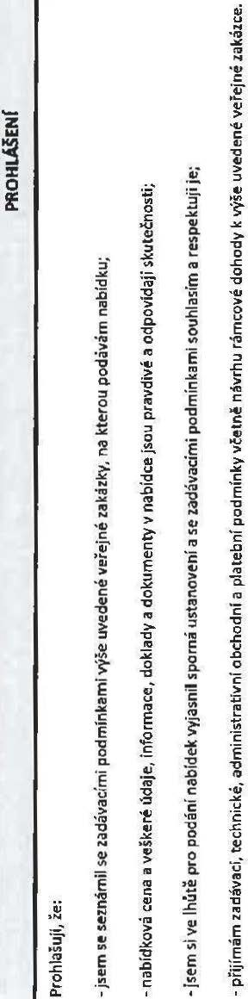 PROHLÁŠENÍ
Prohlašuji, že:
- jsem se seznámil se zadávacími podmínkami výše uvedené veřejné zakázky, na kterou podávám nabídku;
- nabídková cena a veškeré údaje, informace, doklady a dokumenty v nabídce jsou pravdivé a odpovídají skutečnosti;
- jsem si ve lhůtě pro podání nabídek vyjasnil sporná ustanovení a se zadávacími podmínkami souhlasím a respektuji je;
- přijímám zadávací, technické, administrativní obchodní a platební podmínky včetně návrhu rámcové dohody k výše uvedené veřejné zakázce.